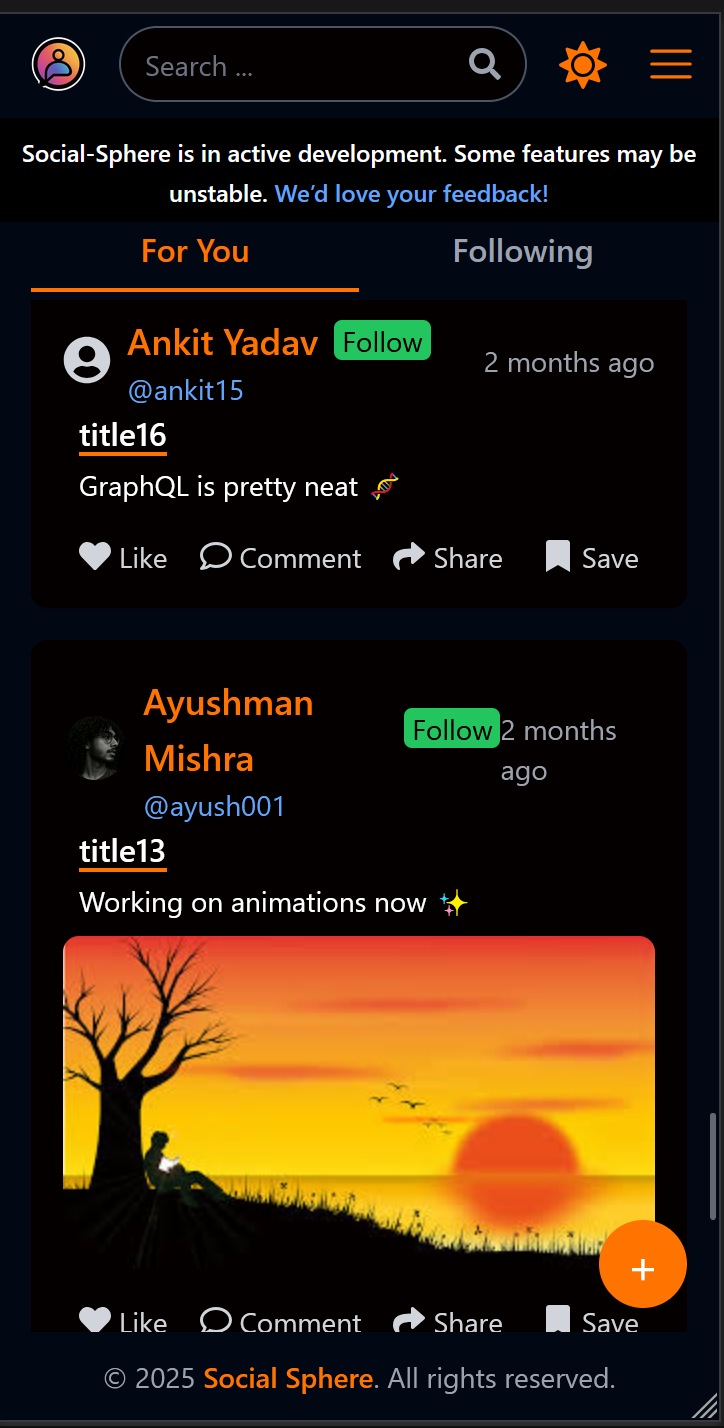 Search ...
Social-Sphere is in active development. Some features may be
unstable. We’d love your feedback!
For You Following
Ankit Yadav Follow 2 months ago
@ankit15
title16
GraphQL is pretty neat 🧬
Like Comment Share Save
Ayushman
Mishra
Follow 2 months
ago
@ayush001
title13
Working on animations now ✨
Like Comment Share Save
+
© 2025 Social Sphere. All rights reserved.